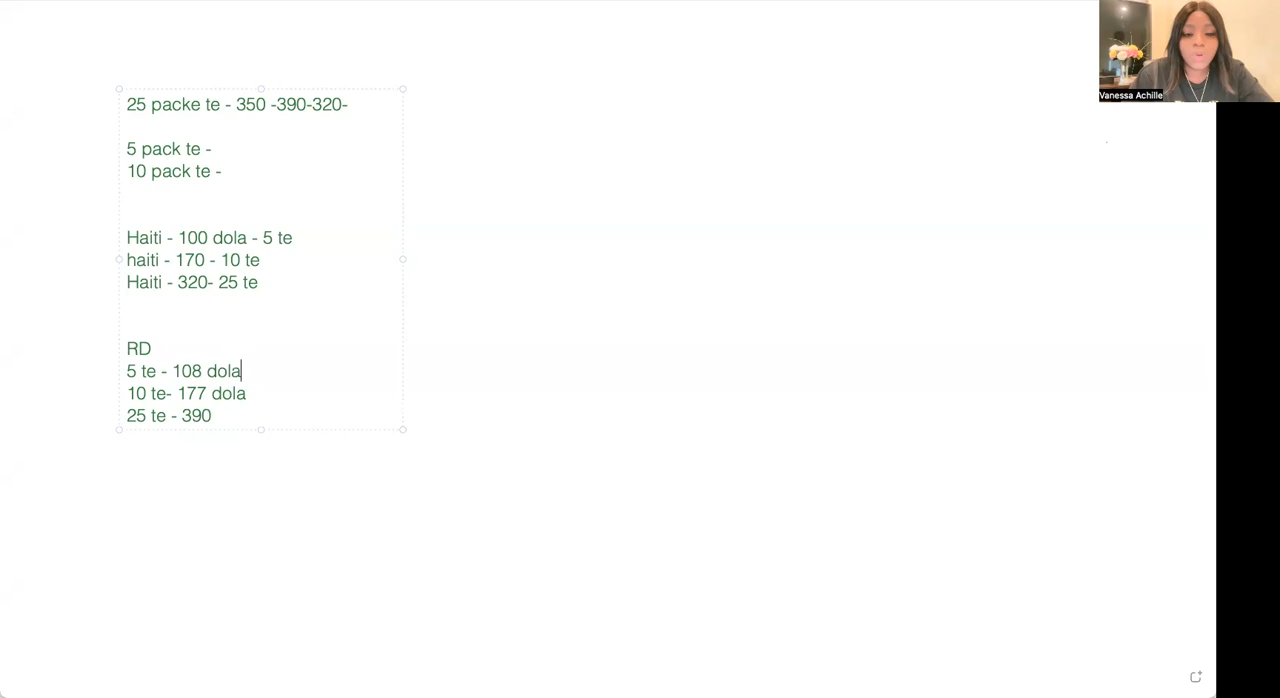 25 packe te - 350 -390-320-
5 pack te -
10 pack te -
Haiti - 100 dola - 5 te
haiti - 170 - 10 te
Haiti - 320- 25 te
RD
5 te - 108 dola
10 te- 177 dola
25 te - 390
Vanessa Achille